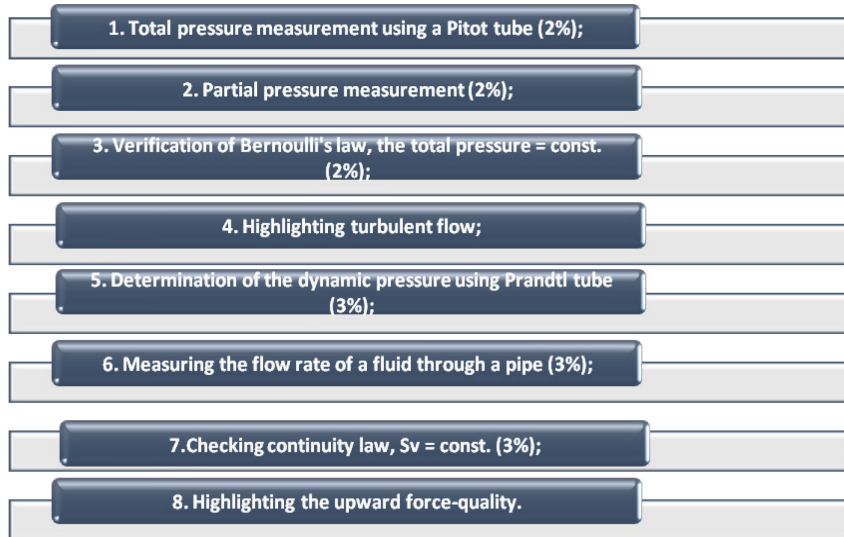 1. Total pressure measurement using a Pitot tube (2%);
2. Partial pressure measurement (2%);
3. Verification of Bernoulli's law, the total pressure = const.
(2%);
4. Highlighting turbulent flow;
5. Determination of the dynamic pressure using Prandtl tube
(3%);
6. Measuring the flow rate of a fluid through a pipe (3%);
7.Checking continuity law, Sv = const. (3%);
8. Highlighting the upward force-quality.